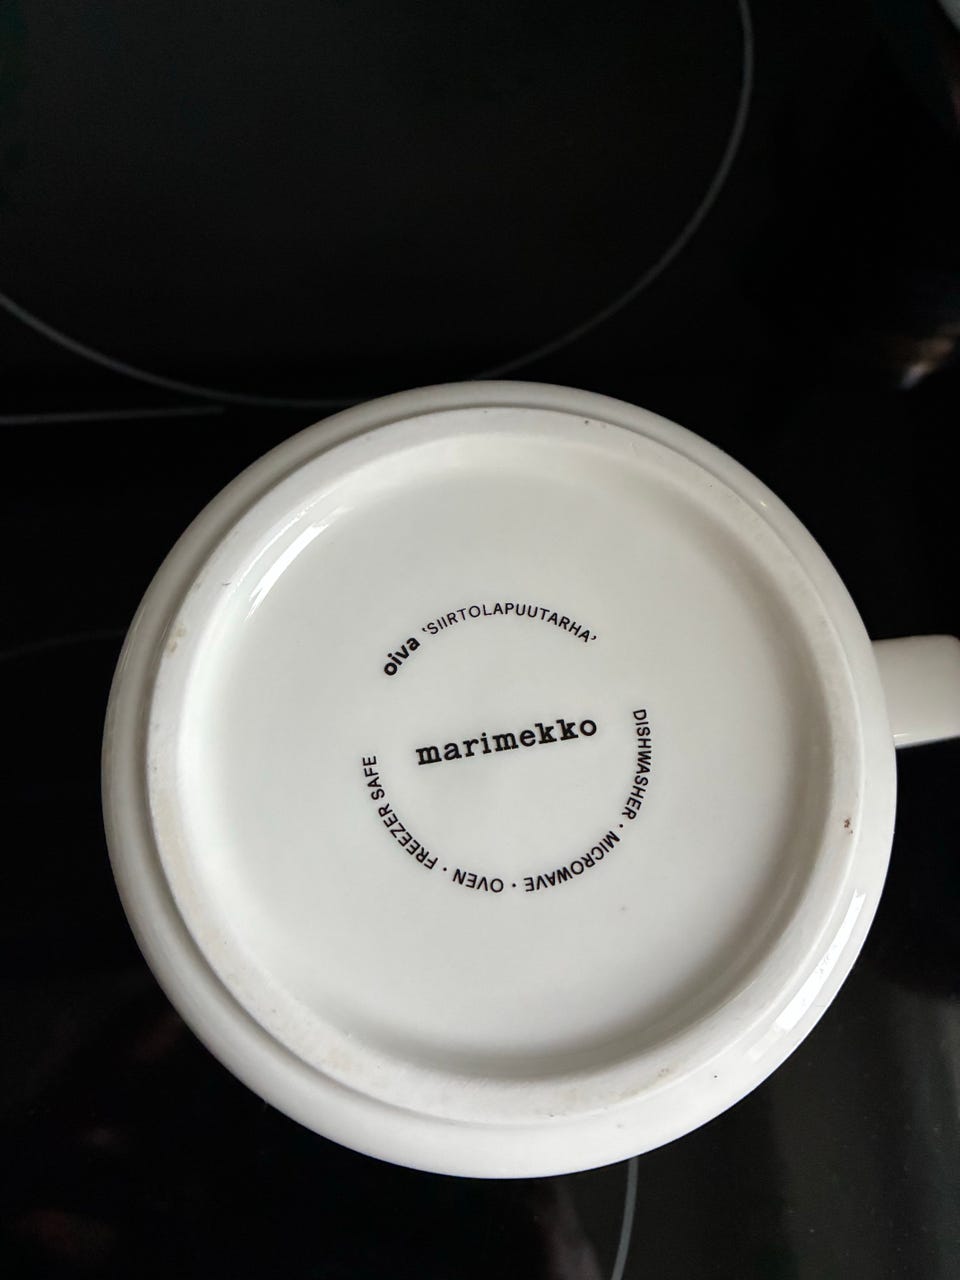 oiva 'SIIRTOLAPUUTARHA'
marimekko
DISHWASHER · MICROWAVE · OVEN · FREEZER SAFE